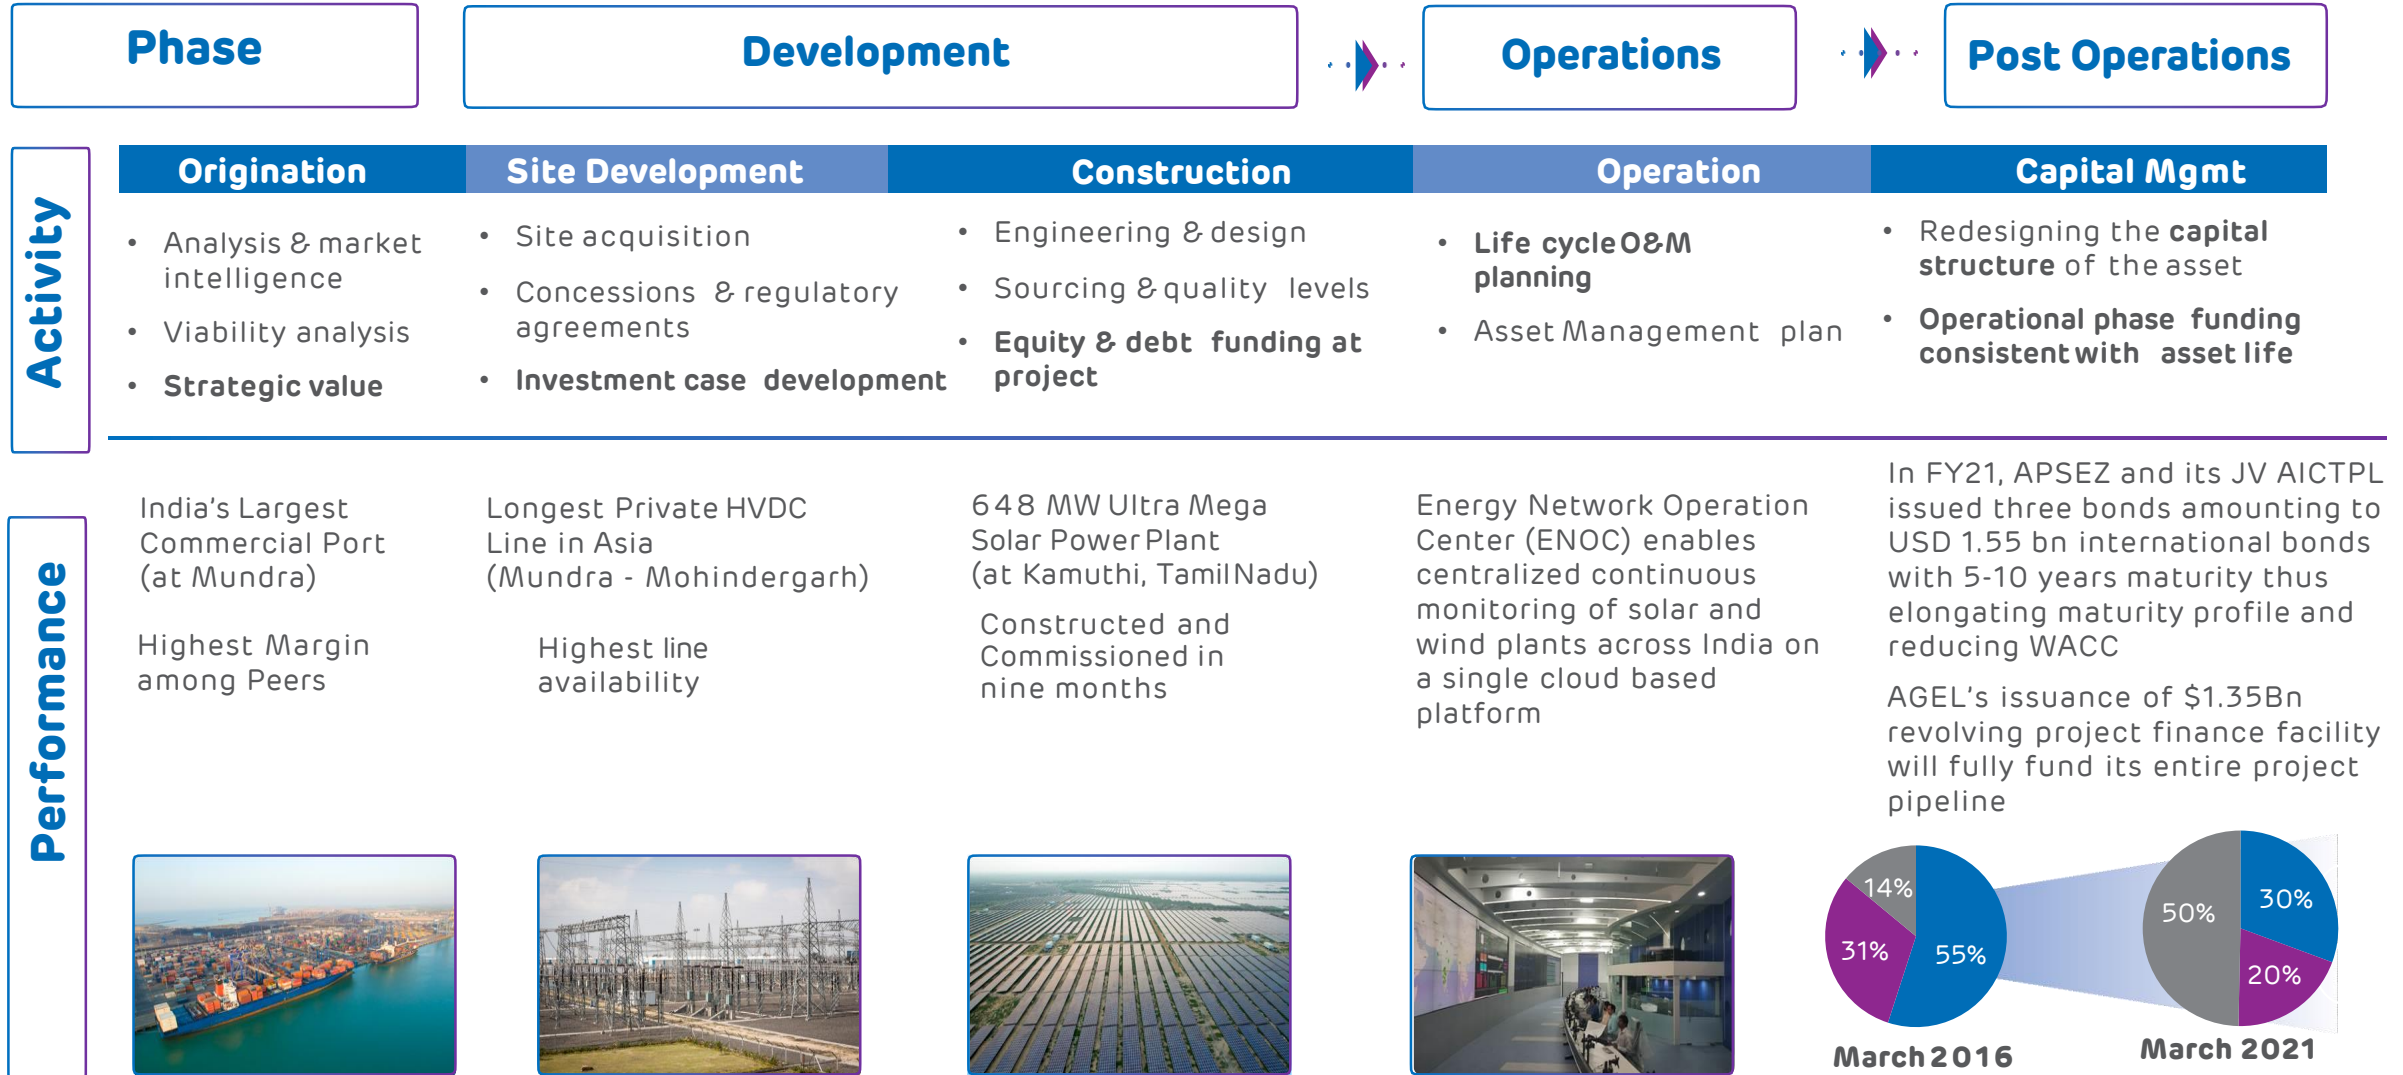 Phase
Development
Operations
Post Operations
Activity
Origination
Site Development
Construction
Operation
Capital Mgmt
• Analysis & market
intelligence
• Viability analysis
• Strategic value
• Site acquisition
• Concessions & regulatory
agreements
• Investment case development
• Engineering & design
• Sourcing & quality levels
• Equity & debt funding at
project
• Life cycle O&M
planning
• Asset Management plan
• Redesigning the capital
structure of the asset
• Operational phase funding
consistent with asset life
Performance
India's Largest
Commercial Port
(at Mundra)
Highest Margin
among Peers
Longest Private HVDC
Line in Asia
(Mundra - Mohindergarh)
Highest line
availability
648 MW Ultra Mega
Solar Power Plant
(at Kamuthi, TamilNadu)
Constructed and
Commissioned in
nine months
Energy Network Operation
Center (ENOC) enables
centralized continuous
monitoring of solar and
wind plants across India on
a single cloud based
platform
In FY21, APSEZ and its JV AICTPL
issued three bonds amounting to
USD 1.55 bn international bonds
with 5-10 years maturity thus
elongating maturity profile and
reducing WACC
AGEL's issuance of $1.35Bn
revolving project finance facility
will fully fund its entire project
pipeline
14%
31%
55%
March 2016
50%
30%
20%
March 2021